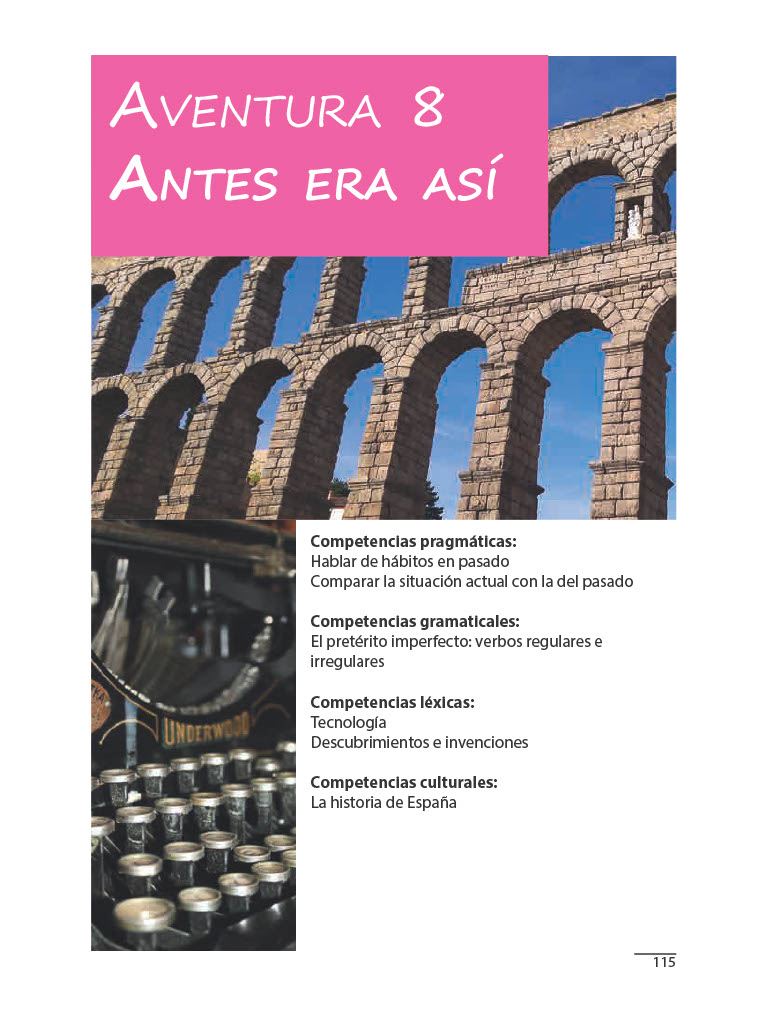 AVENTURA 8
ANTES ERA ASÍ
Competencias pragmáticas:
Hablar de hábitos en pasado
Comparar la situación actual con la del pasado
Competencias gramaticales:
El pretérito imperfecto: verbos regulares e
irregulares
Competencias léxicas:
Tecnología
Descubrimientos e invenciones
Competencias culturales:
La historia de España
UNDERWOOD
115